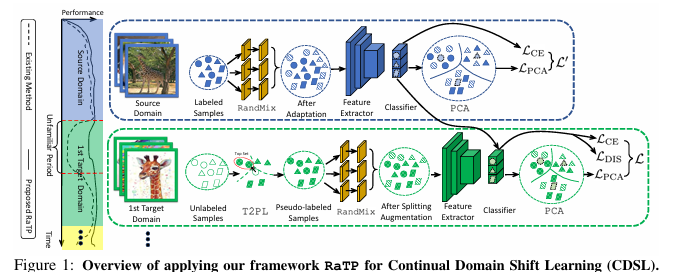 Performance
Existing Method
Proposed RaTP
Source Domain
Unfamiliar Period
1st Target Domain
Time
Source
Domain
Labeled
Samples
RandMix
After
Adaptation
Feature
Extractor
Classifier
PCA
ℒCE
ℒPCA
ℒ′
1st Target
Domain
Unlabeled
Samples
Top Set
T2PL
Pseudo-labeled
Samples
RandMix
After Splitting
Augmentation
Feature
Extractor
Classifier
PCA
ℒCE
ℒDIS
ℒPCA
ℒ
Figure 1: Overview of applying our framework RaTP for Continual Domain Shift Learning (CDSL).